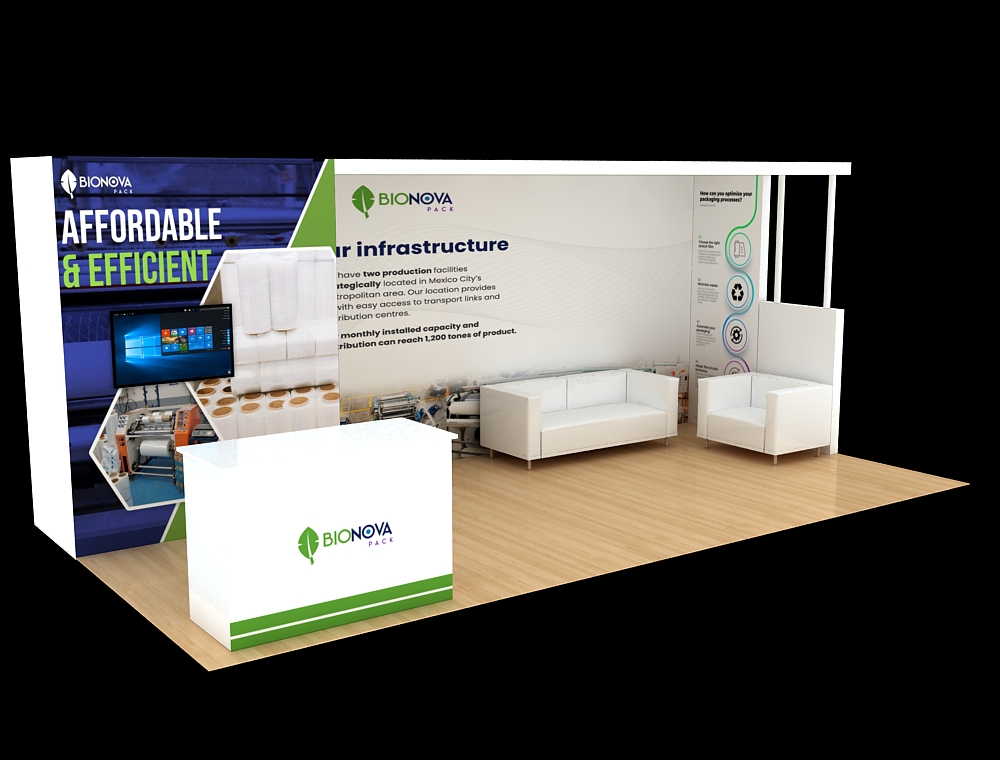 BIONOVA
PACK
AFFORDABLE
& EFFICIENT
BIONOVA
PACK
ur infrastructure
have two production facilities
ategically located in Mexico City's
tropolitan area. Our location provides
with easy access to transport links and
ribution centres.
monthly installed capacity and
tribution can reach 1,200 tones of product.
How can you optimize your
packaging processes?
BIONOVA
PACK